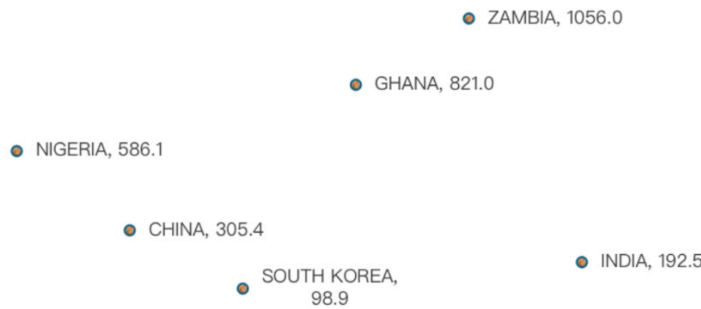 ZAMBIA, 1056.0
GHANA, 821.0
NIGERIA, 586.1
CHINA, 305.4
INDIA, 192.5
SOUTH KOREA,
98.9